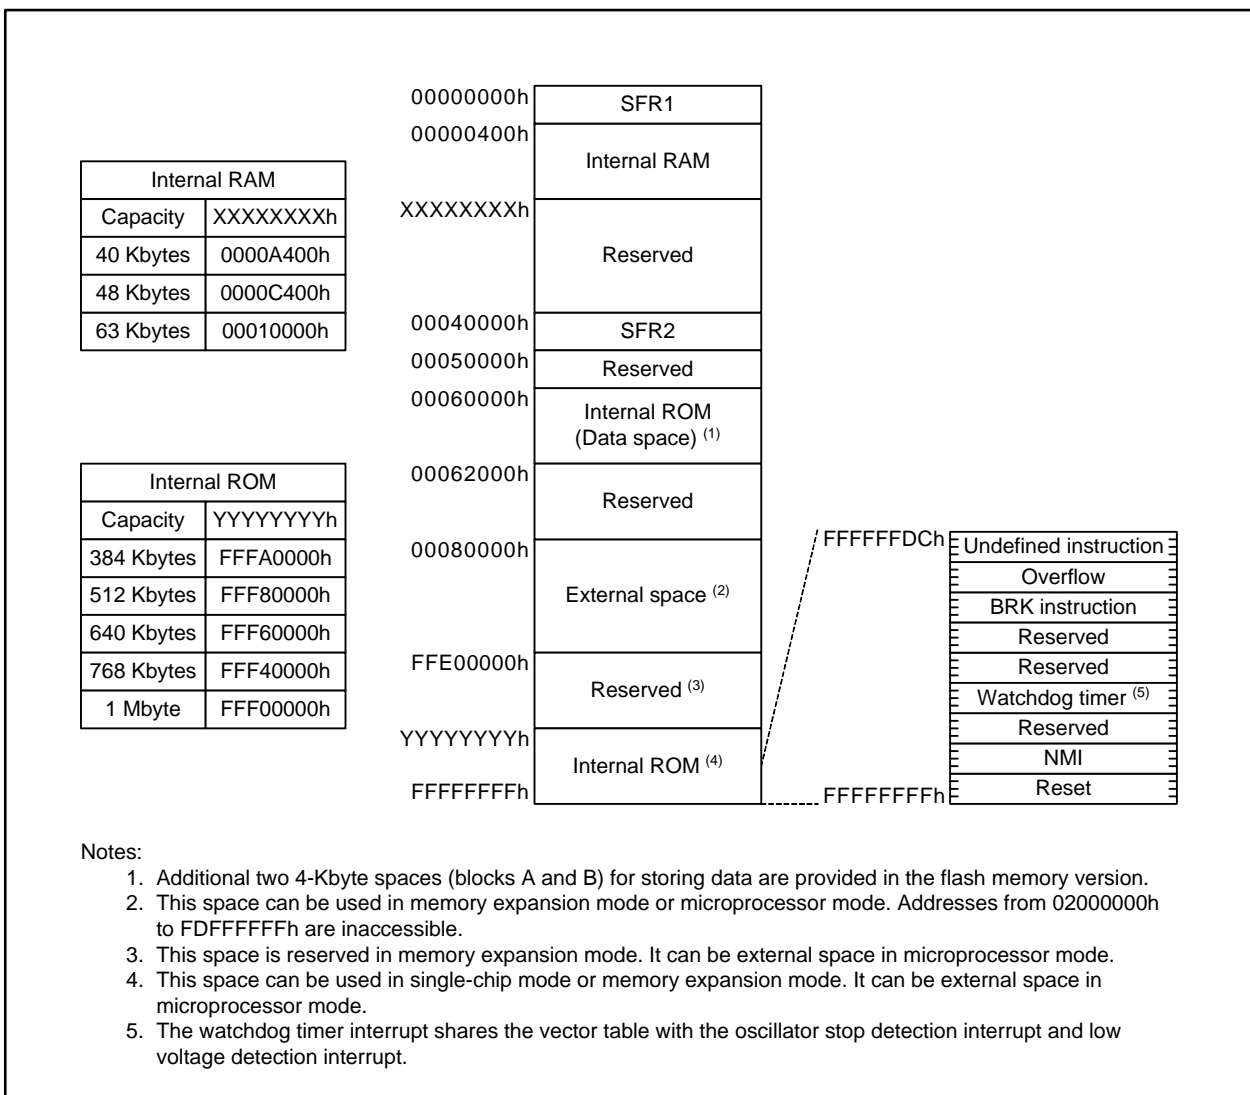 00000000h
SFR1
00000400h
Internal RAM
XXXXXXXXh
Reserved
00040000h
SFR2
00050000h
Reserved
00060000h
Internal ROM
(Data space) (1)
00062000h
Reserved
00080000h
External space (2)
FFE00000h
Reserved (3)
YYYYYYYYh
Internal ROM (4)
FFFFFFFFh
Internal RAM
Capacity XXXXXXXXh
40 Kbytes 0000A400h
48 Kbytes 0000C400h
63 Kbytes 00010000h
Internal ROM
Capacity YYYYYYYYh
384 Kbytes FFFA0000h
512 Kbytes FFF80000h
640 Kbytes FFF60000h
768 Kbytes FFF40000h
1 Mbyte FFF00000h
FFFFFFDCh
Undefined instruction
Overflow
BRK instruction
Reserved
Reserved
Watchdog timer (5)
Reserved
NMI
Reset
FFFFFFFFh
Notes:
1. Additional two 4-Kbyte spaces (blocks A and B) for storing data are provided in the flash memory version.
2. This space can be used in memory expansion mode or microprocessor mode. Addresses from 02000000h
to FDFFFFFFh are inaccessible.
3. This space is reserved in memory expansion mode. It can be external space in microprocessor mode.
4. This space can be used in single-chip mode or memory expansion mode. It can be external space in
microprocessor mode.
5. The watchdog timer interrupt shares the vector table with the oscillator stop detection interrupt and low
voltage detection interrupt.